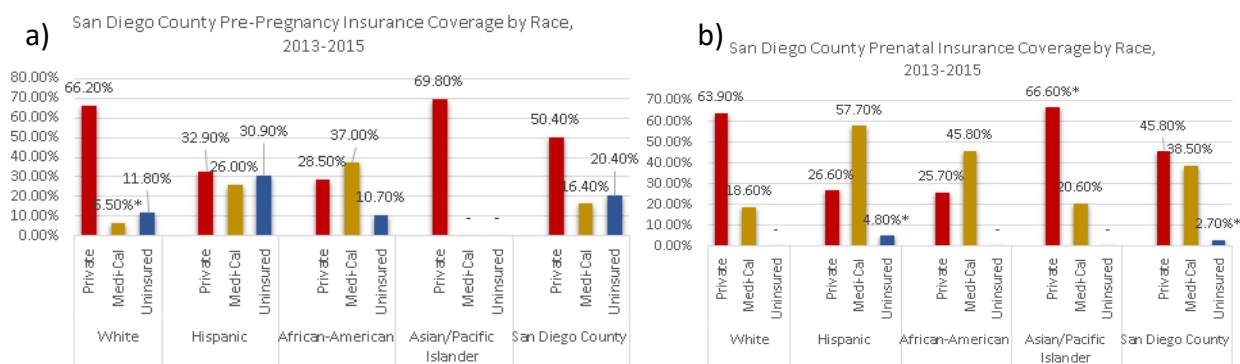 a)
San Diego County Pre-Pregnancy Insurance Coverage by Race,
2013-2015
80.00%
70.00%
60.00%
50.00%
40.00%
30.00%
20.00%
10.00%
0.00%
66.20%
6.50%*
11.80%
32.90%
26.00%
30.90%
28.50%
37.00%
10.70%
69.80%
-
-
50.40%
16.40%
20.40%
Private
Medi-Cal
Uninsured
Private
Medi-Cal
Uninsured
Private
Medi-Cal
Uninsured
Private
Medi-Cal
Uninsured
Private
Medi-Cal
Uninsured
White
Hispanic
African-American
Asian/Pacific
Islander
San Diego County
b)
San Diego County Prenatal Insurance Coverage by Race,
2013-2015
70.00%
60.00%
50.00%
40.00%
30.00%
20.00%
10.00%
0.00%
63.90%
18.60%
-
26.60%
57.70%
4.80%*
25.70%
45.80%
-
66.60%*
20.60%
-
45.80%
38.50%
2.70%*
Private
Medi-Cal
Uninsured
Private
Medi-Cal
Uninsured
Private
Medi-Cal
Uninsured
Private
Medi-Cal
Uninsured
Private
Medi-Cal
Uninsured
White
Hispanic
African-American
Asian/Pacific
Islander
San Diego County